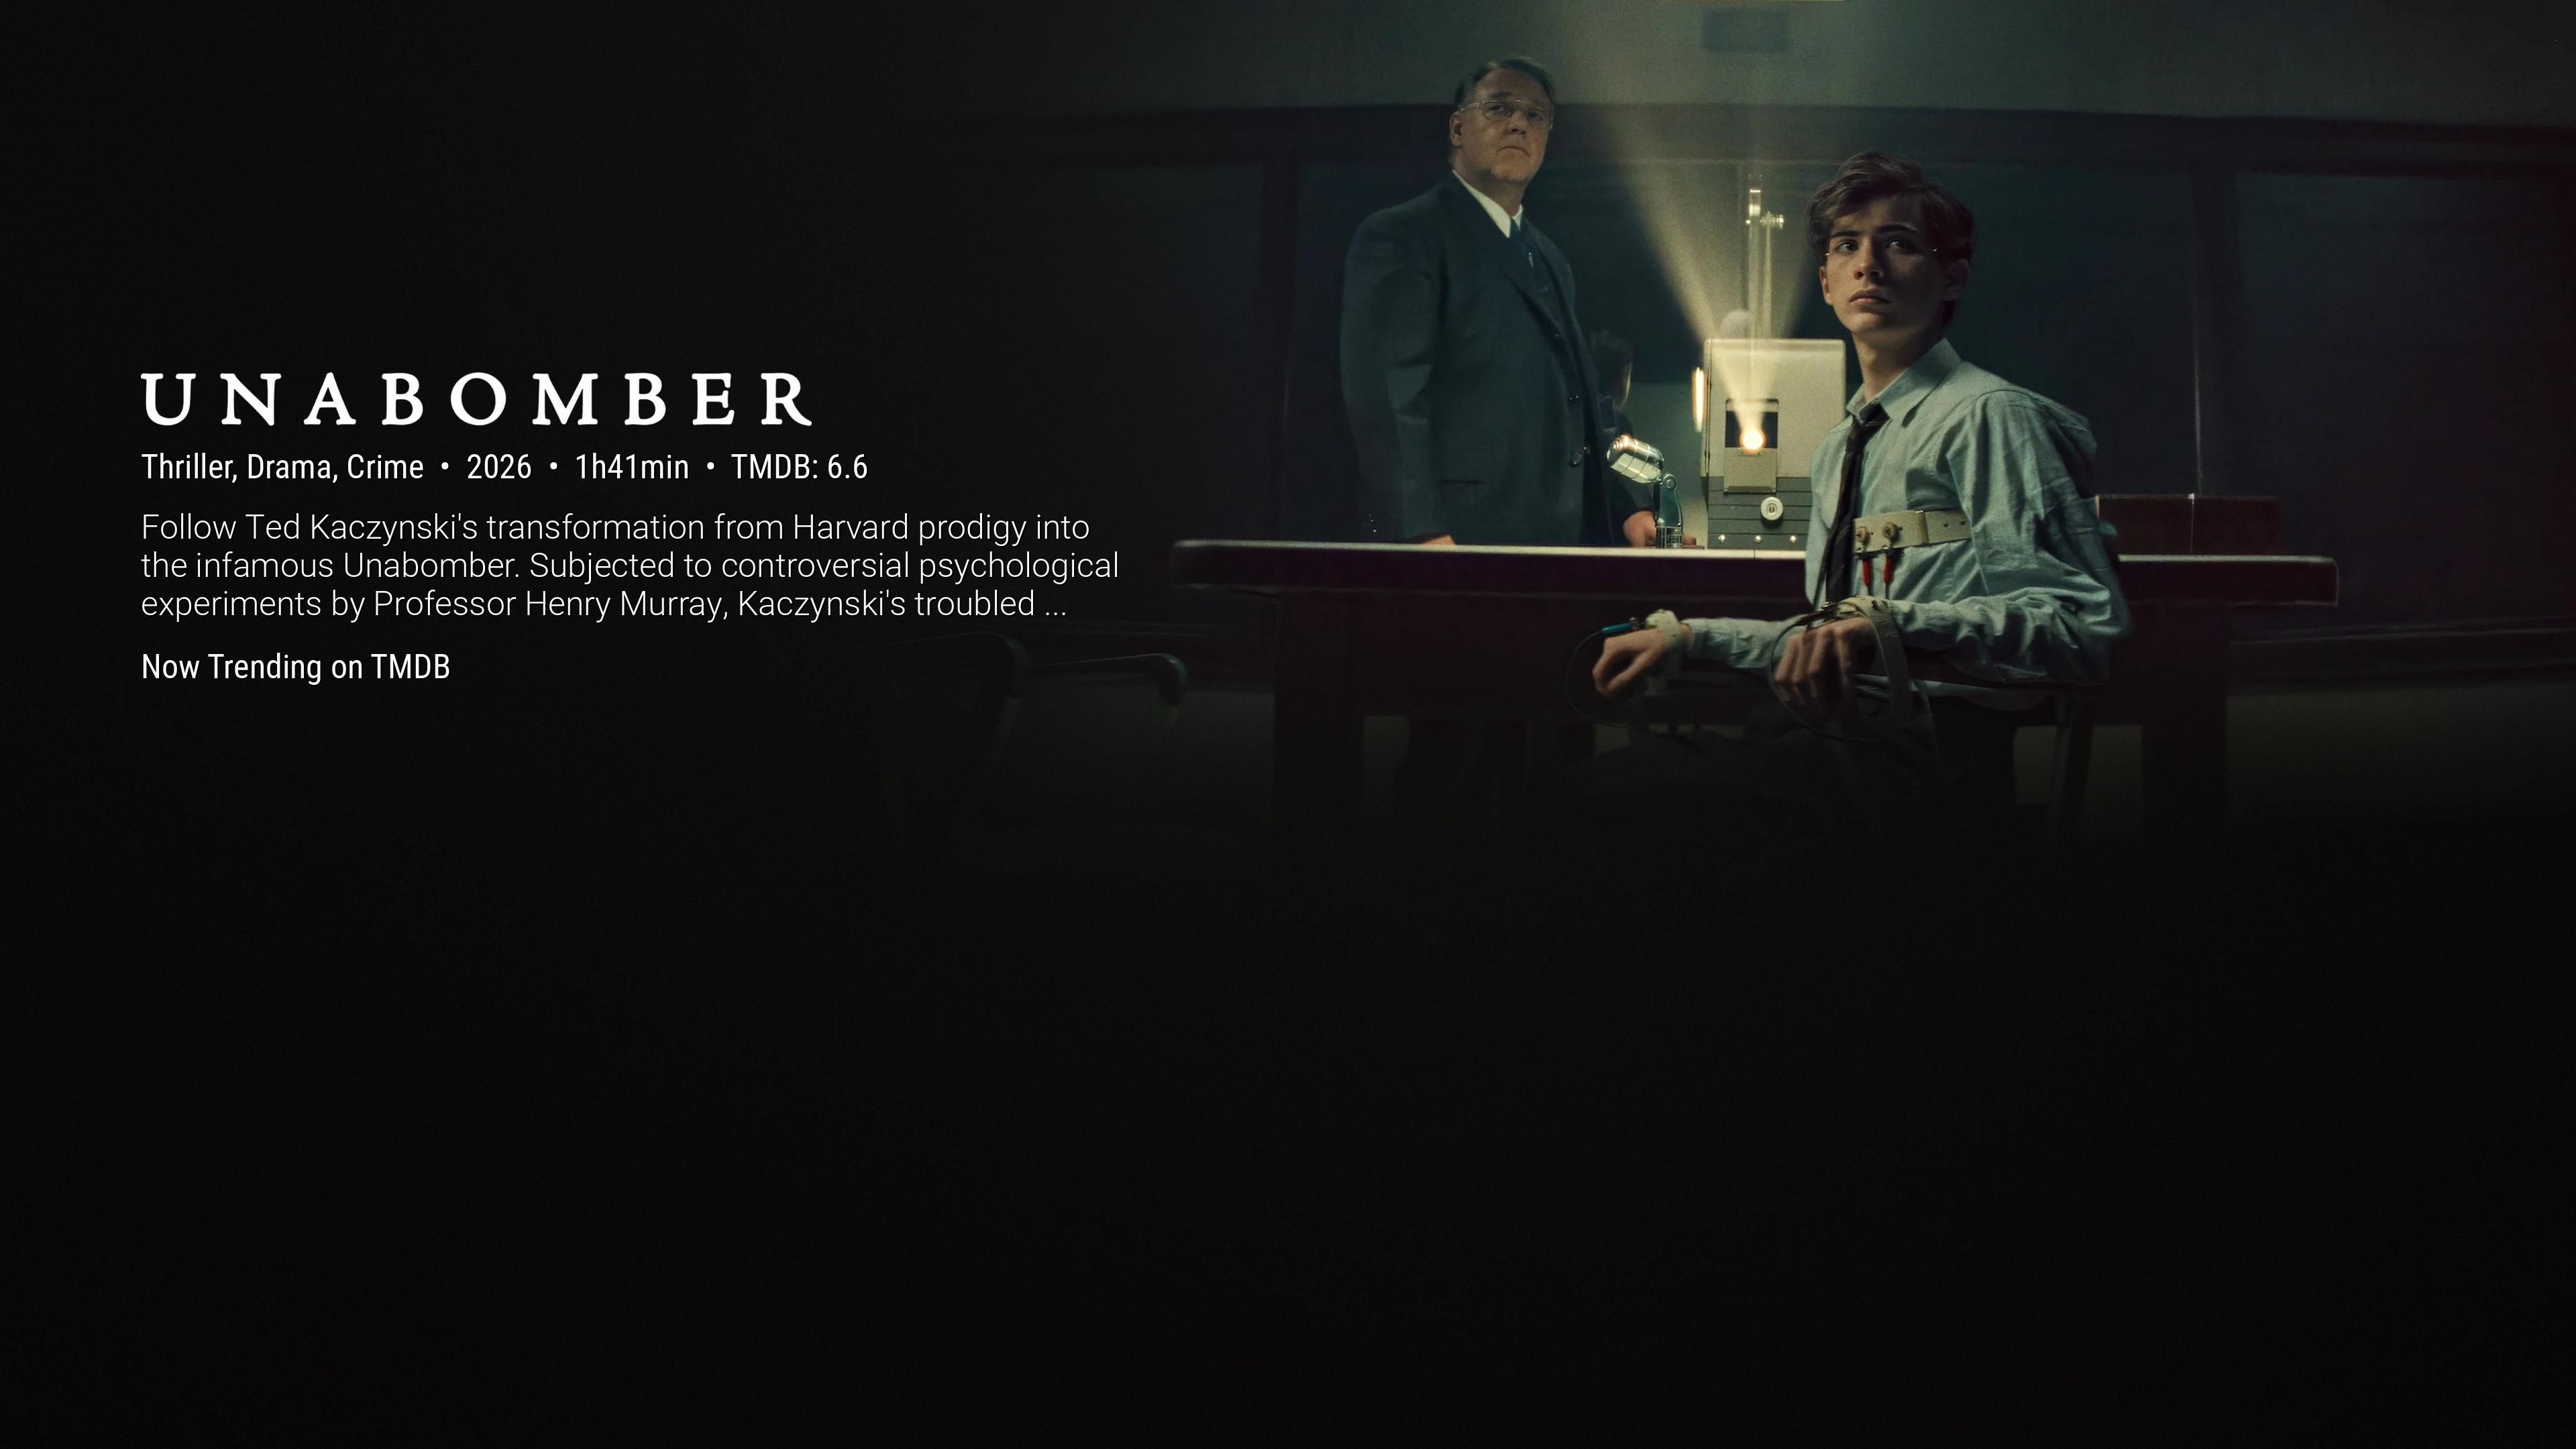 UNABOMBER
Thriller, Drama, Crime • 2026 • 1h41min • TMDB: 6.6
Follow Ted Kaczynski's transformation from Harvard prodigy into
the infamous Unabomber. Subjected to controversial psychological
experiments by Professor Henry Murray, Kaczynski's troubled ...
Now Trending on TMDB